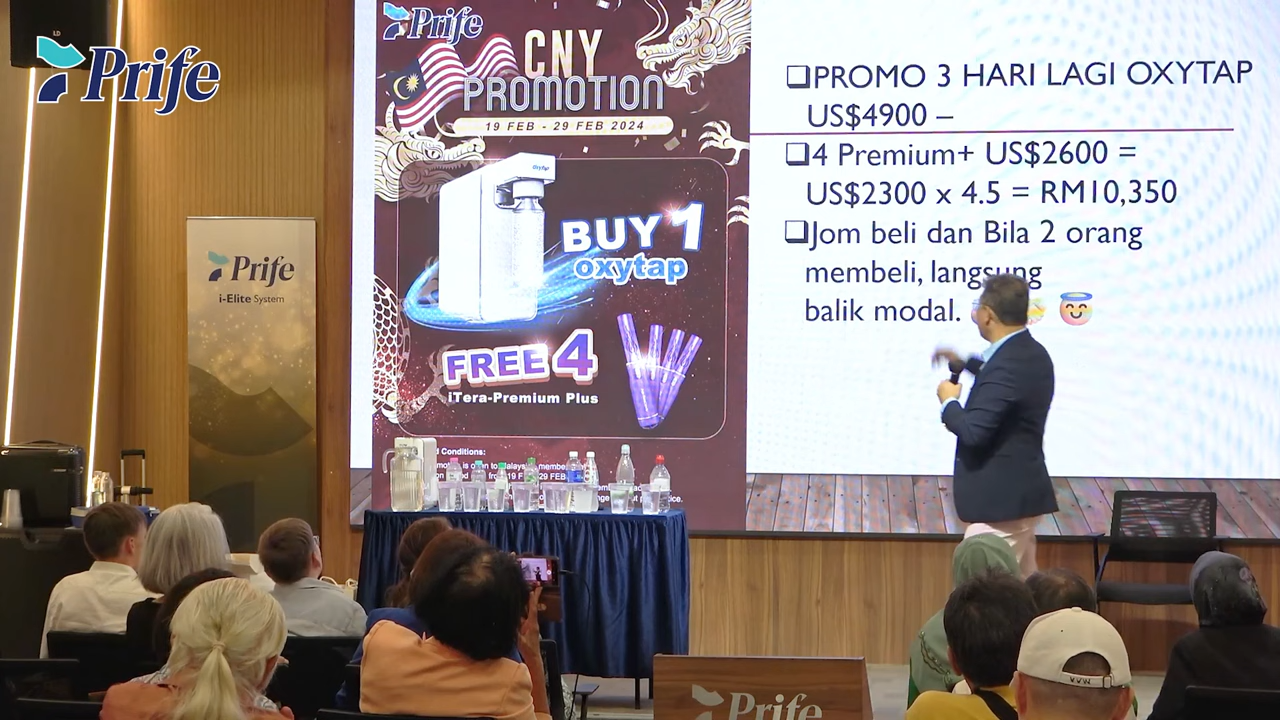 LD
Prife
Prife
CNY
PROMOTION
19 FEB - 29 FEB 2024
oxytap
BUY 1
oxytap
FREE 4
iTera-Premium Plus
Conditions:
❑PROMO 3 HARI LAGI OXYTAP
US$4900 –
❑4 Premium+ US$2600 =
US$2300 x 4.5 = RM10,350
❑Jom beli dan Bila 2 orang
membeli, langsung
balik modal.
Prife
i-Elite System
Prife